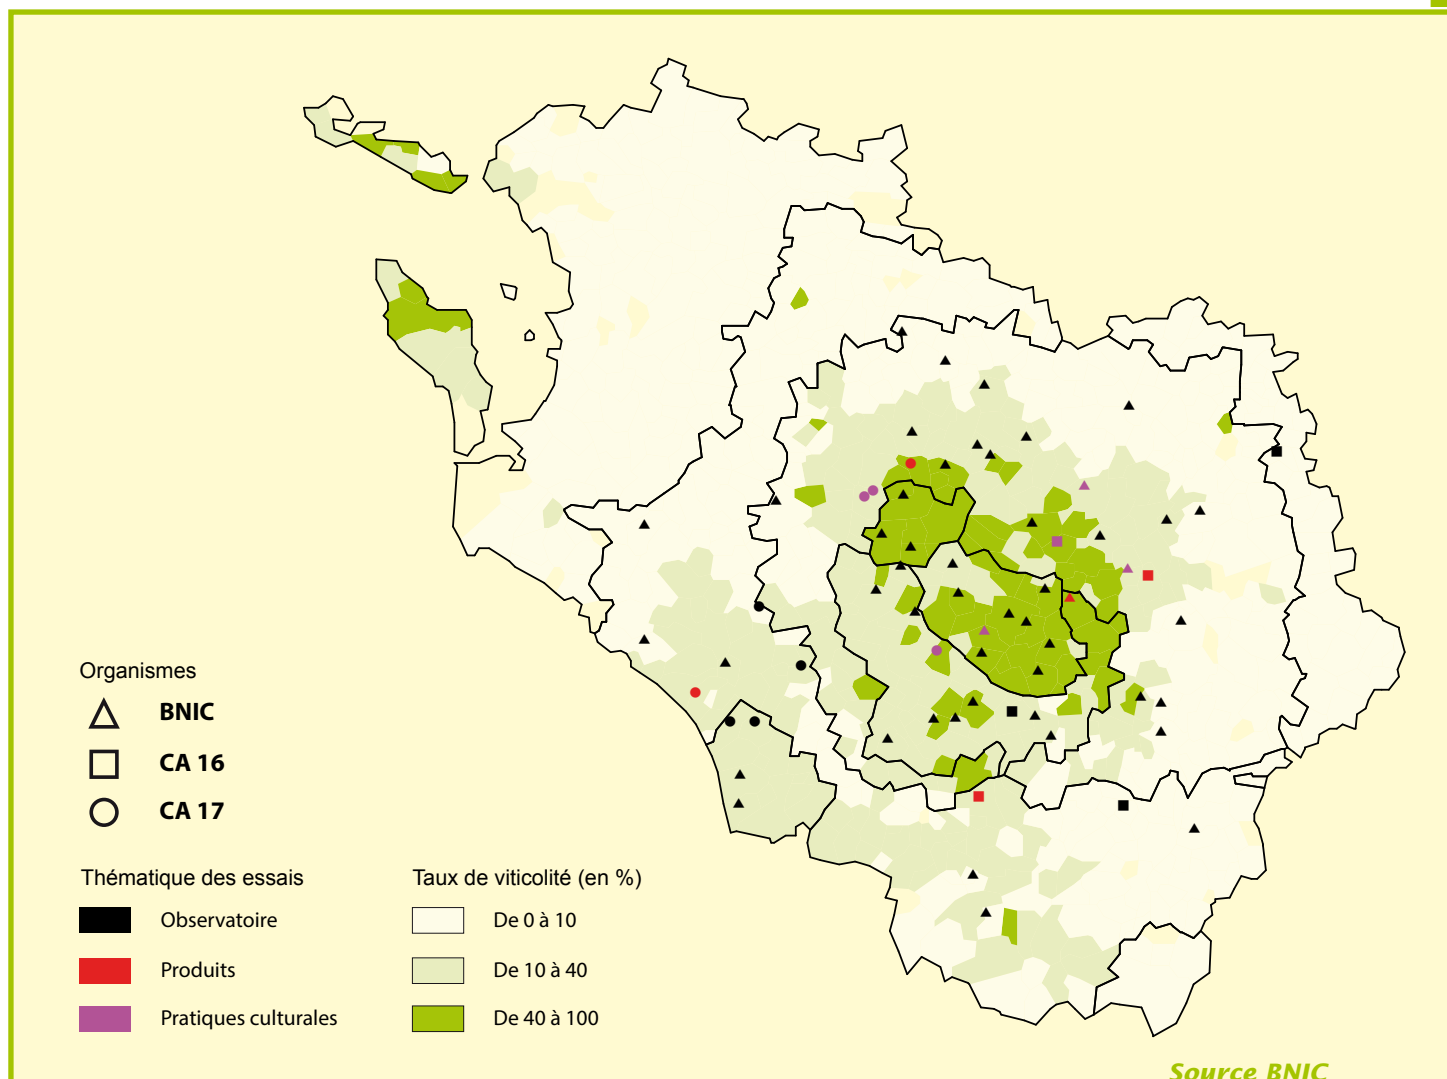 Organismes
BNIC
CA 16
CA 17
Thématique des essais
Observatoire
Produits
Pratiques culturales
Taux de viticolité (en %)
De 0 à 10
De 10 à 40
De 40 à 100
Source BNIC